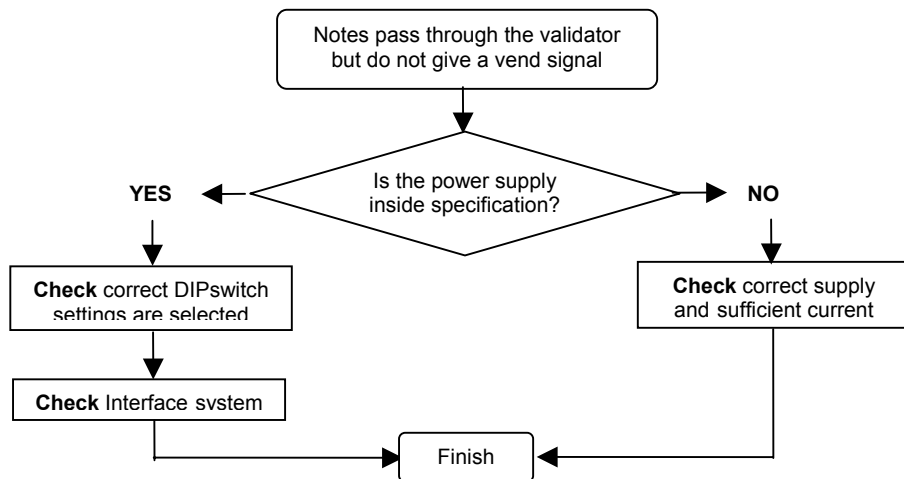 Notes pass through the validator
but do not give a vend signal
Is the power supply
inside specification?
YES
NO
Check correct DIPswitch
settings are selected
Check correct supply
and sufficient current
Check Interface system
Finish